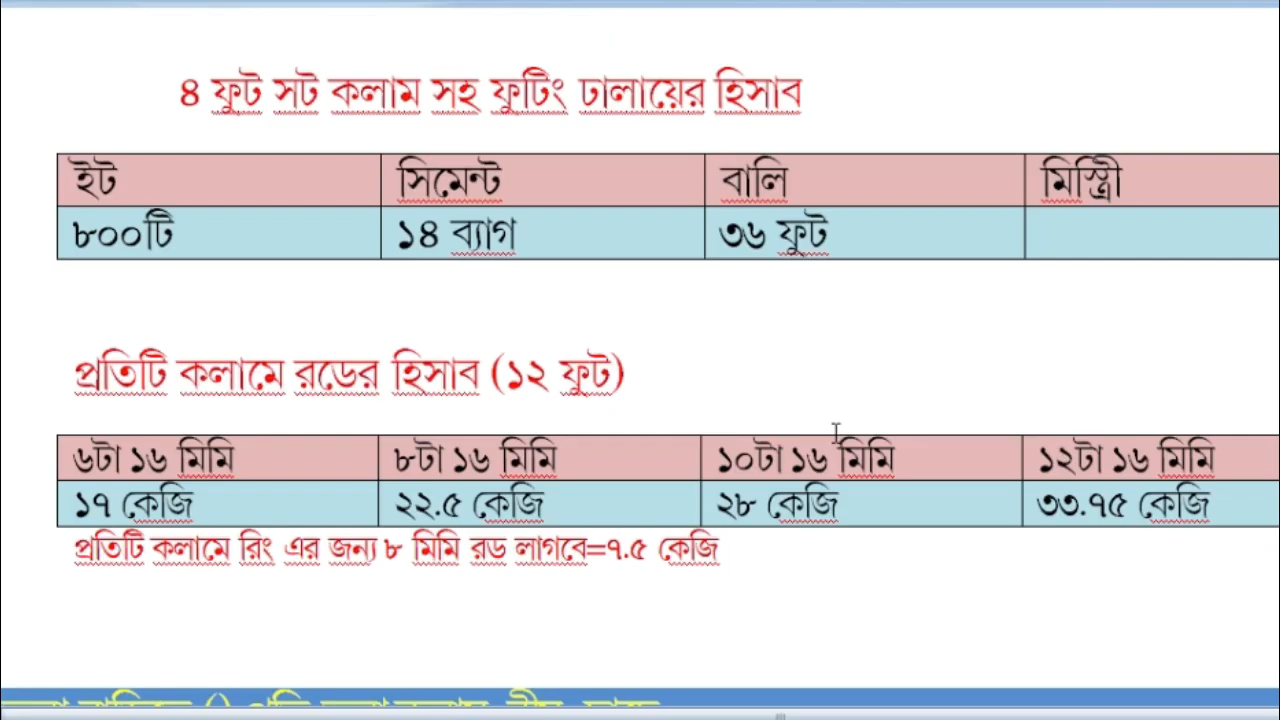 ৪ ফুট সট কলাম সহ ফুটিং ঢালায়ের হিসাব
ইট সিমেন্ট বালি মিস্ত্রী
৮০০টি ১৪ ব্যাগ ৩৬ ফুট
প্রতিটি কলামে রডের হিসাব (১২ ফুট)
৬টা ১৬ মিমি ৮টা ১৬ মিমি ১০টা ১৬ মিমি ১২টা ১৬ মিমি
১৭ কেজি ২২.৫ কেজি ২৮ কেজি ৩৩.৭৫ কেজি
প্রতিটি কলামে রিং এর জন্য ৮ মিমি রড লাগবে=৭.৫ কেজি